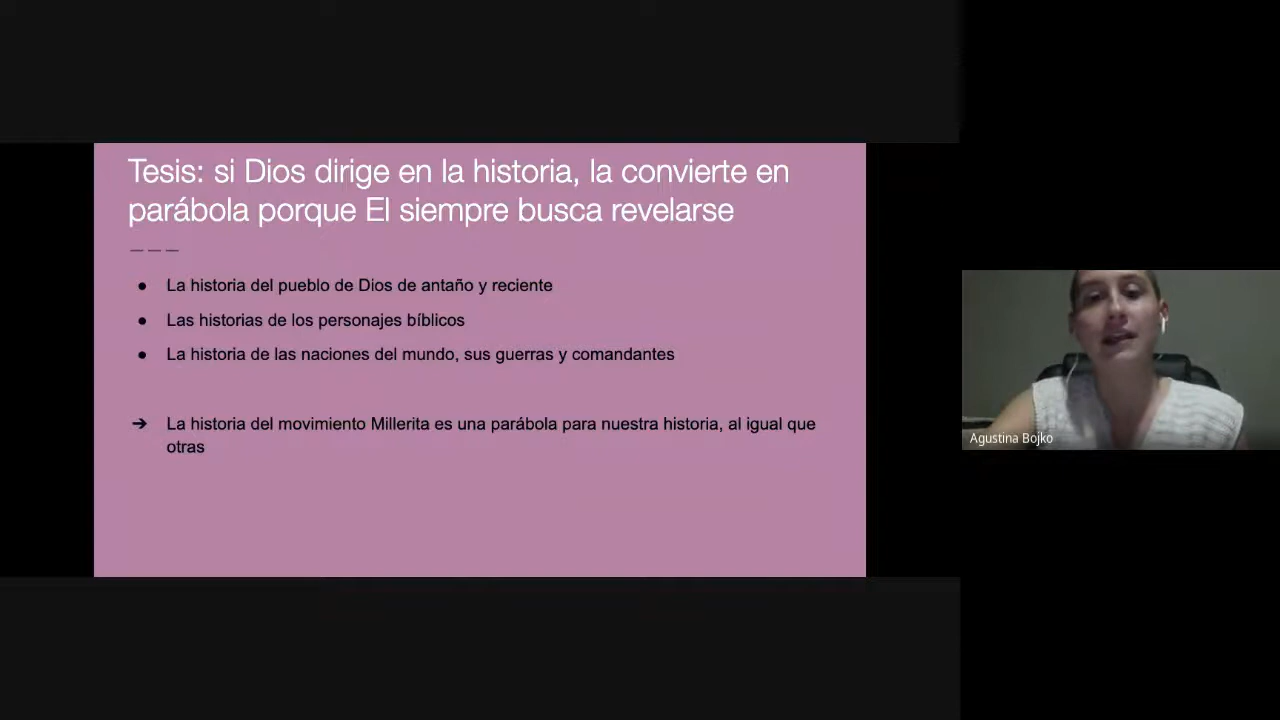 Tesis: si Dios dirige en la historia, la convierte en
parábola porque El siempre busca revelarse
● La historia del pueblo de Dios de antaño y reciente
● Las historias de los personajes bíblicos
● La historia de las naciones del mundo, sus guerras y comandantes
➔ La historia del movimiento Millerita es una parábola para nuestra historia, al igual que
otras
Agustina Bojko